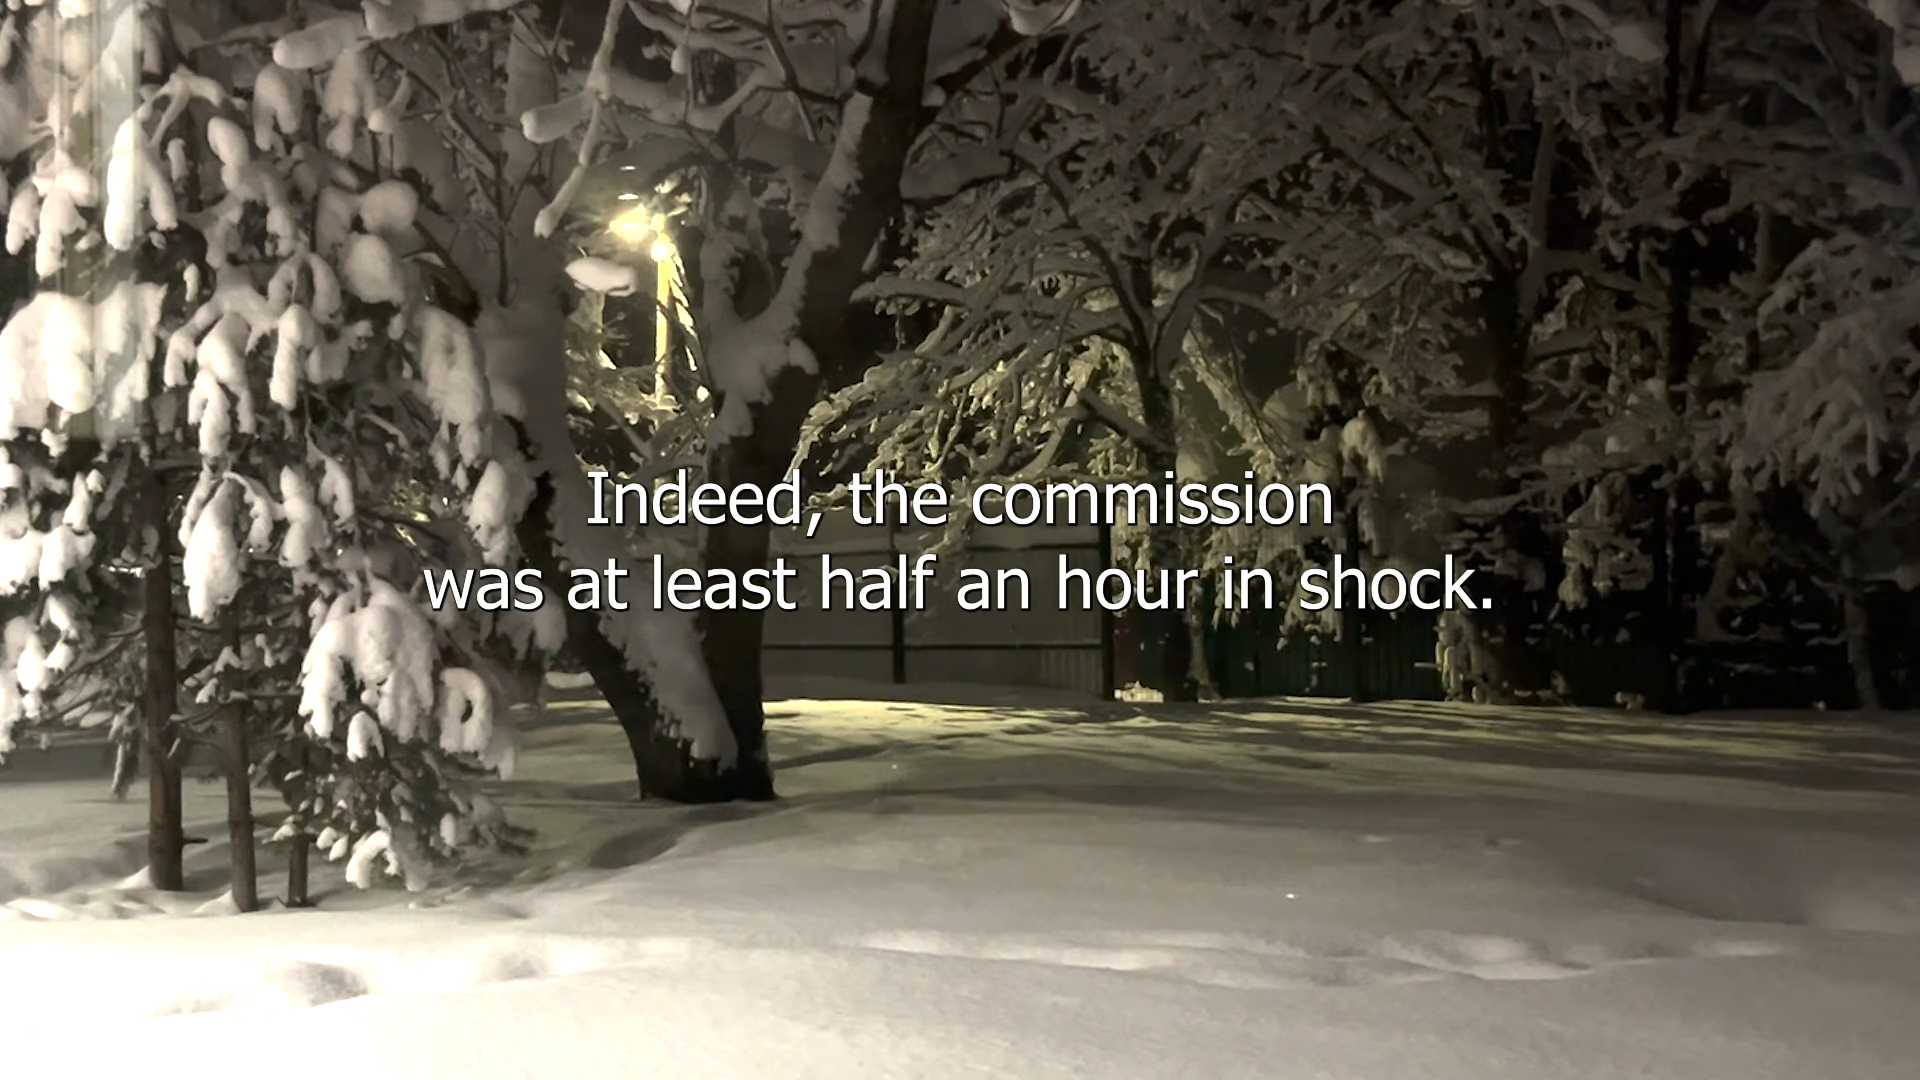 Indeed, the commission
was at least half an hour in shock.